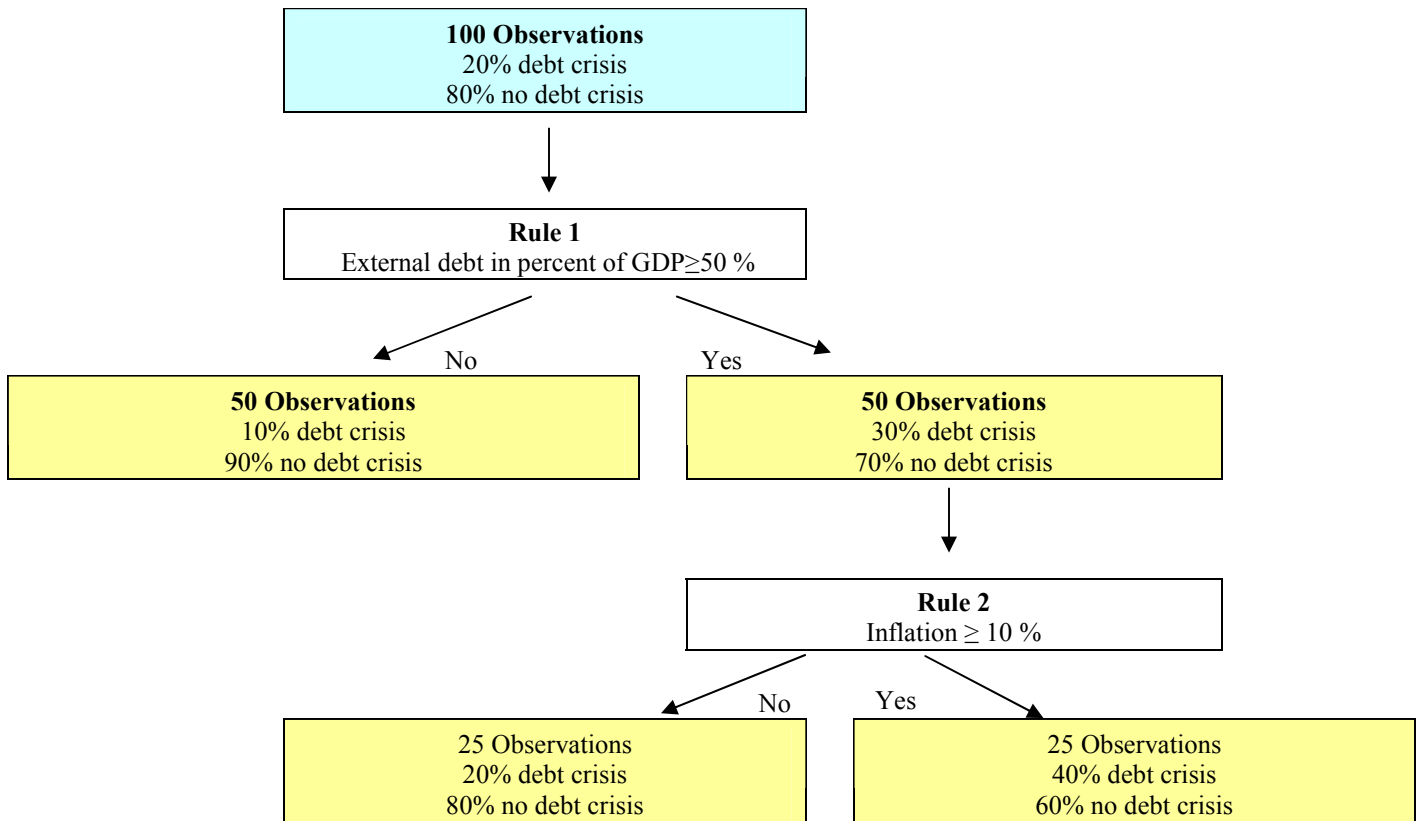 100 Observations
20% debt crisis
80% no debt crisis
Rule 1
External debt in percent of GDP≥50 %
No
Yes
50 Observations
10% debt crisis
90% no debt crisis
50 Observations
30% debt crisis
70% no debt crisis
Rule 2
Inflation ≥ 10 %
No
Yes
25 Observations
20% debt crisis
80% no debt crisis
25 Observations
40% debt crisis
60% no debt crisis